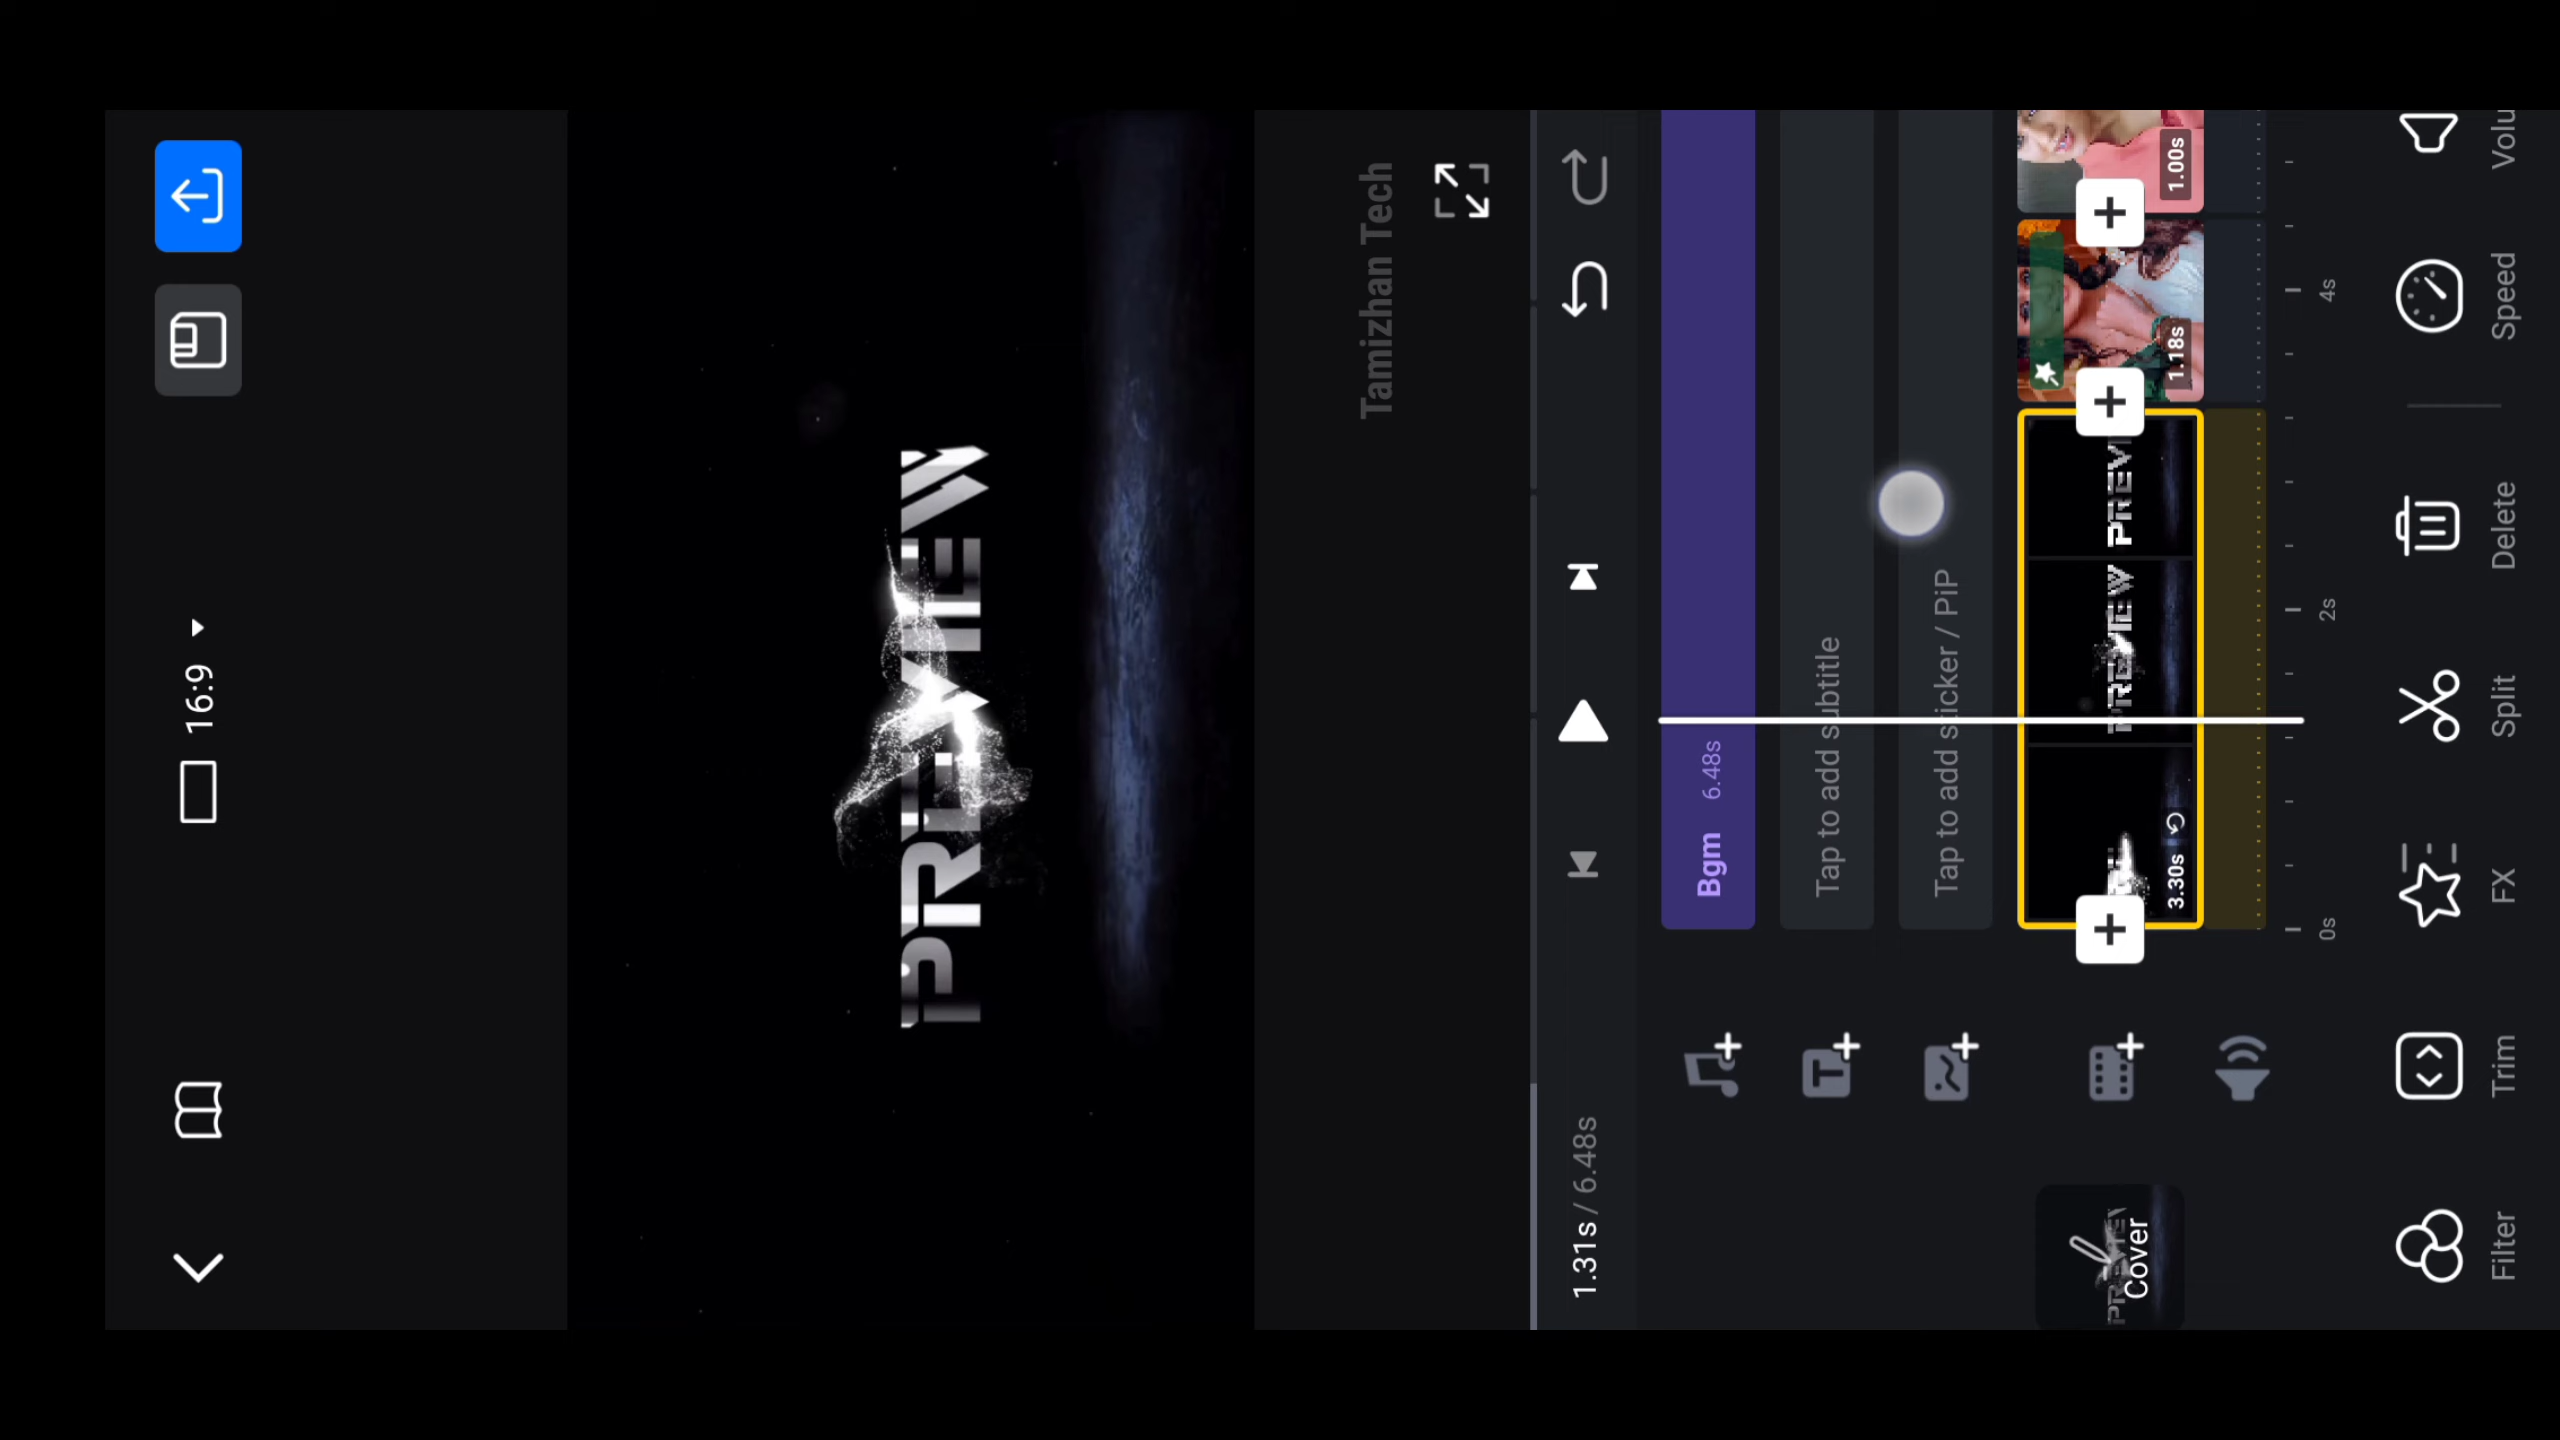 16:9
PREVIEW
Tamizhan Tech
1.31s / 6.48s
Bgm 6.48s
Tap to add subtitle
Tap to add sticker / PiP
Cover
3.30s
PREVIEW
PREVI
1.18s
1.00s
0s
2s
4s
Filter
Trim
FX
Split
Delete
Speed
Volu